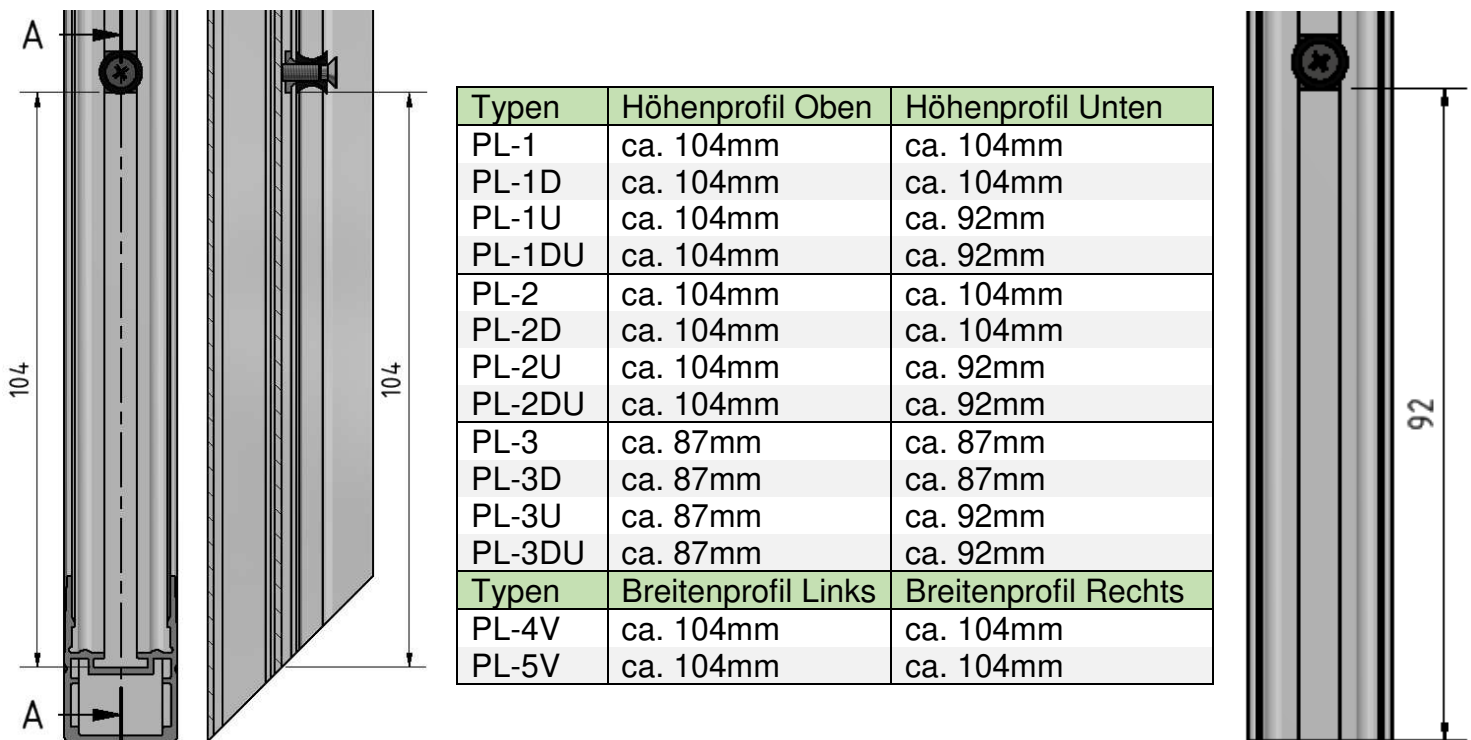 A
104
A
104
Typen Höhenprofil Oben Höhenprofil Unten
PL-1 ca. 104mm ca. 104mm
PL-1D ca. 104mm ca. 104mm
PL-1U ca. 104mm ca. 92mm
PL-1DU ca. 104mm ca. 92mm
PL-2 ca. 104mm ca. 104mm
PL-2D ca. 104mm ca. 104mm
PL-2U ca. 104mm ca. 92mm
PL-2DU ca. 104mm ca. 92mm
PL-3 ca. 87mm ca. 87mm
PL-3D ca. 87mm ca. 87mm
PL-3U ca. 87mm ca. 92mm
PL-3DU ca. 87mm ca. 92mm
Typen Breitenprofil Links Breitenprofil Rechts
PL-4V ca. 104mm ca. 104mm
PL-5V ca. 104mm ca. 104mm
92